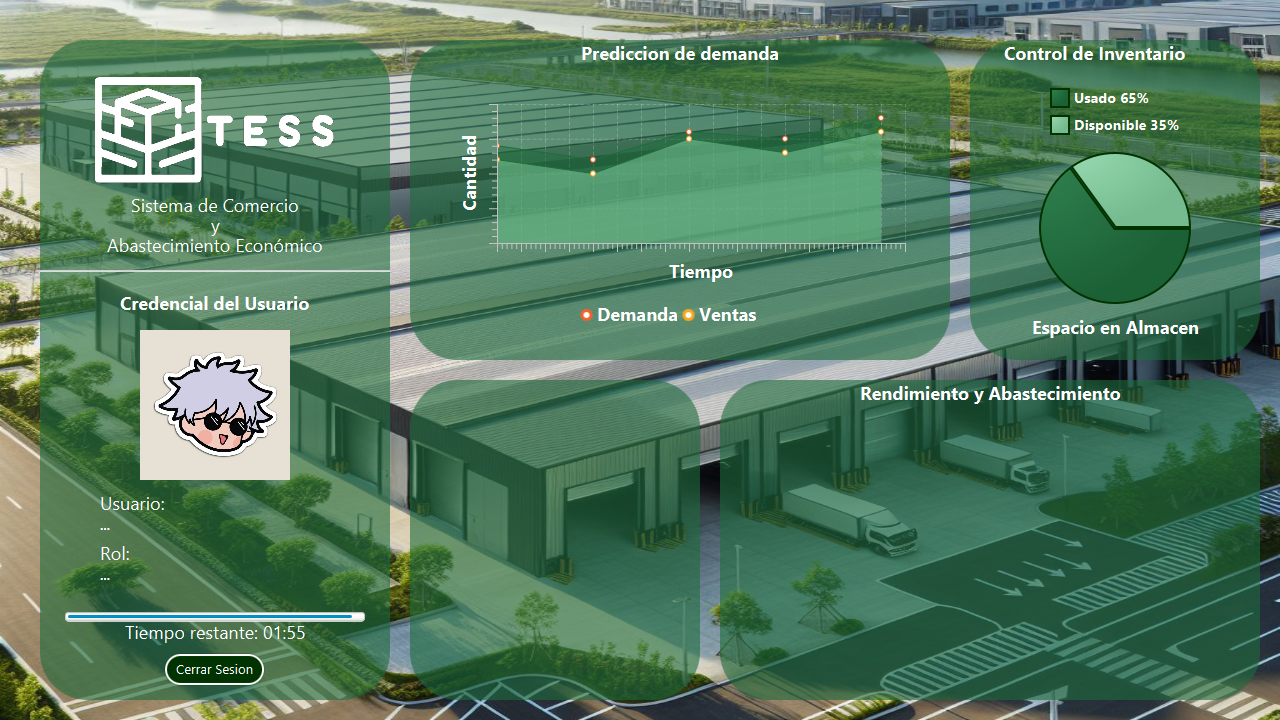 TESS
Sistema de Comercio
y
Abastecimiento Económico
Credencial del Usuario
Usuario:
...
Rol:
...
Tiempo restante: 01:55
Cerrar Sesion
Prediccion de demanda
Cantidad
Tiempo
Demanda Ventas
Control de Inventario
Usado 65%
Disponible 35%
Espacio en Almacen
Rendimiento y Abastecimiento